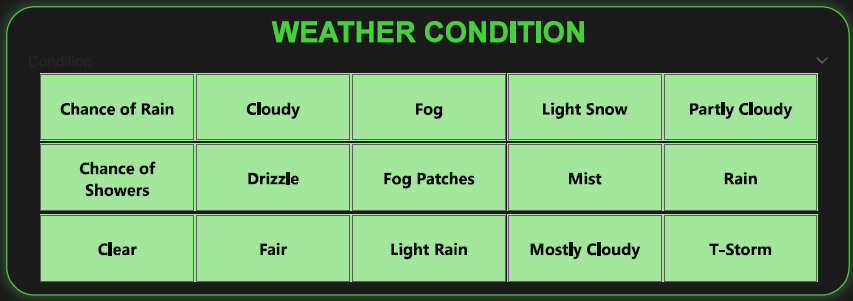 WEATHER CONDITION
Condition
Chance of Rain
Cloudy
Fog
Light Snow
Partly Cloudy
Chance of
Showers
Drizzle
Fog Patches
Mist
Rain
Clear
Fair
Light Rain
Mostly Cloudy
T-Storm